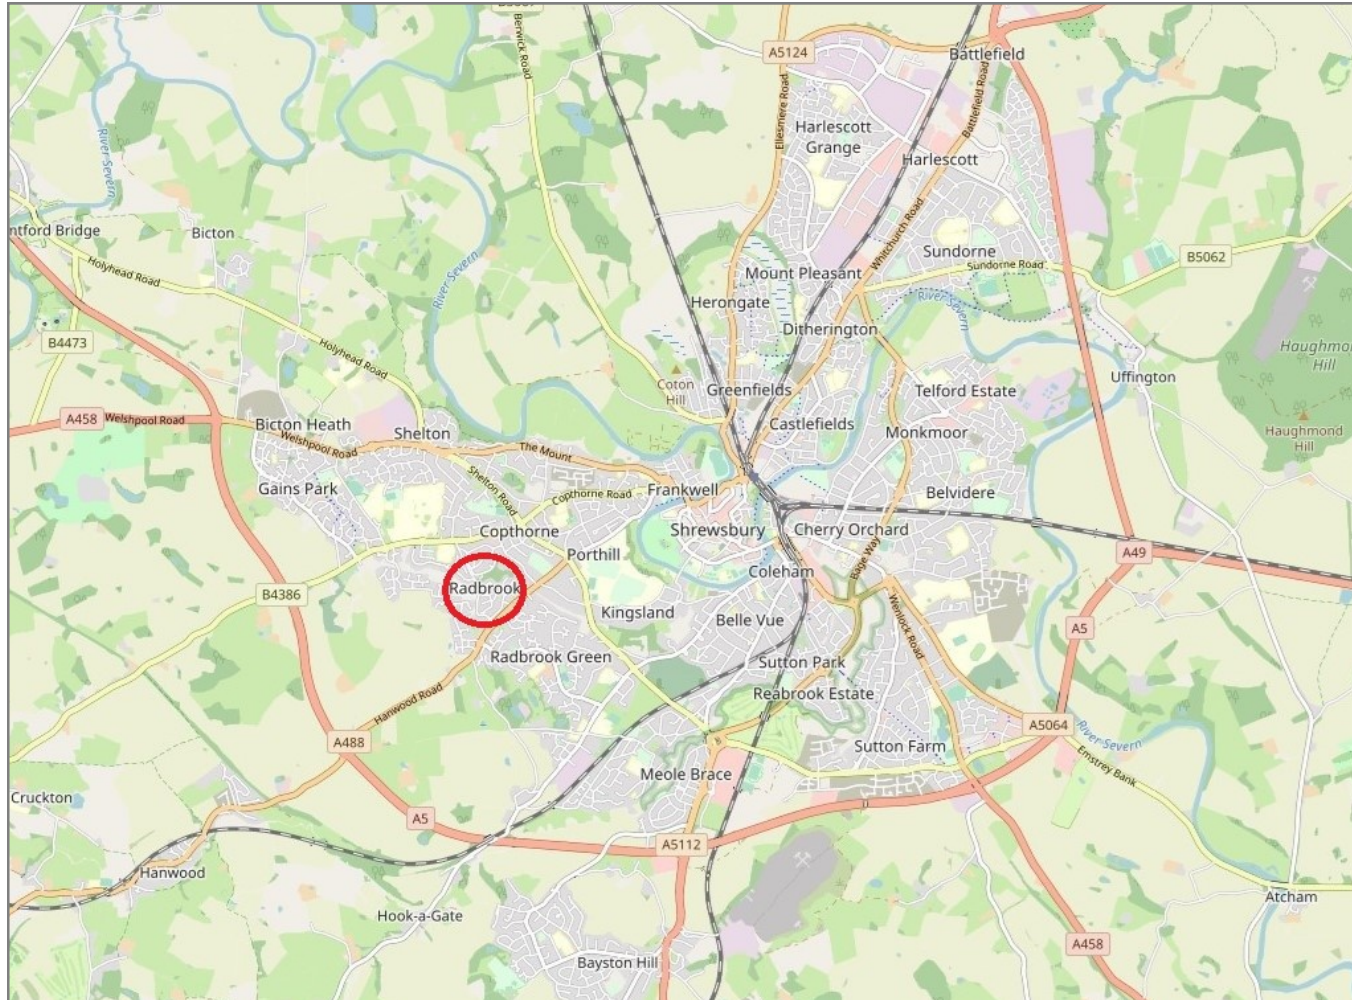 Berwick Road
A5124
Battlefield
Ellesmere Road
Battlefield Road
River Severn
Harlescott
Grange
Harlescott
ntford Bridge
Bicton
Whitchurch Road
Sundorne
B5062
Holyhead Road
River Severn
Mount Pleasant
Sundorne Road
Herongate
River Severn
Ditherington
B4473
Holyhead Road
Haughmond
Hill
Uffington
Coton
Hill
Greenfields
Telford Estate
A458
Welshpool Road
Bicton Heath
Shelton
Castlefields
Monkmoor
Haughmond
Hill
Welshpool Road
The Mount
Gains Park
Shelton Road
Copthorne Road
Frankwell
Belvidere
Copthorne
Shrewsbury
Cherry Orchard
Porthill
A49
Bage Way
Coleham
Radbrook
B4386
Kingsland
Belle Vue
Wenlock Road
A5
Radbrook Green
Sutton Park
Reabrook Estate
Hanwood Road
A488
A5064
River Severn
Sutton Farm
Emstrey Bank
Meole Brace
Cruckton
A5
A5112
Hanwood
Atcham
Hook-a-Gate
A458
Bayston Hill